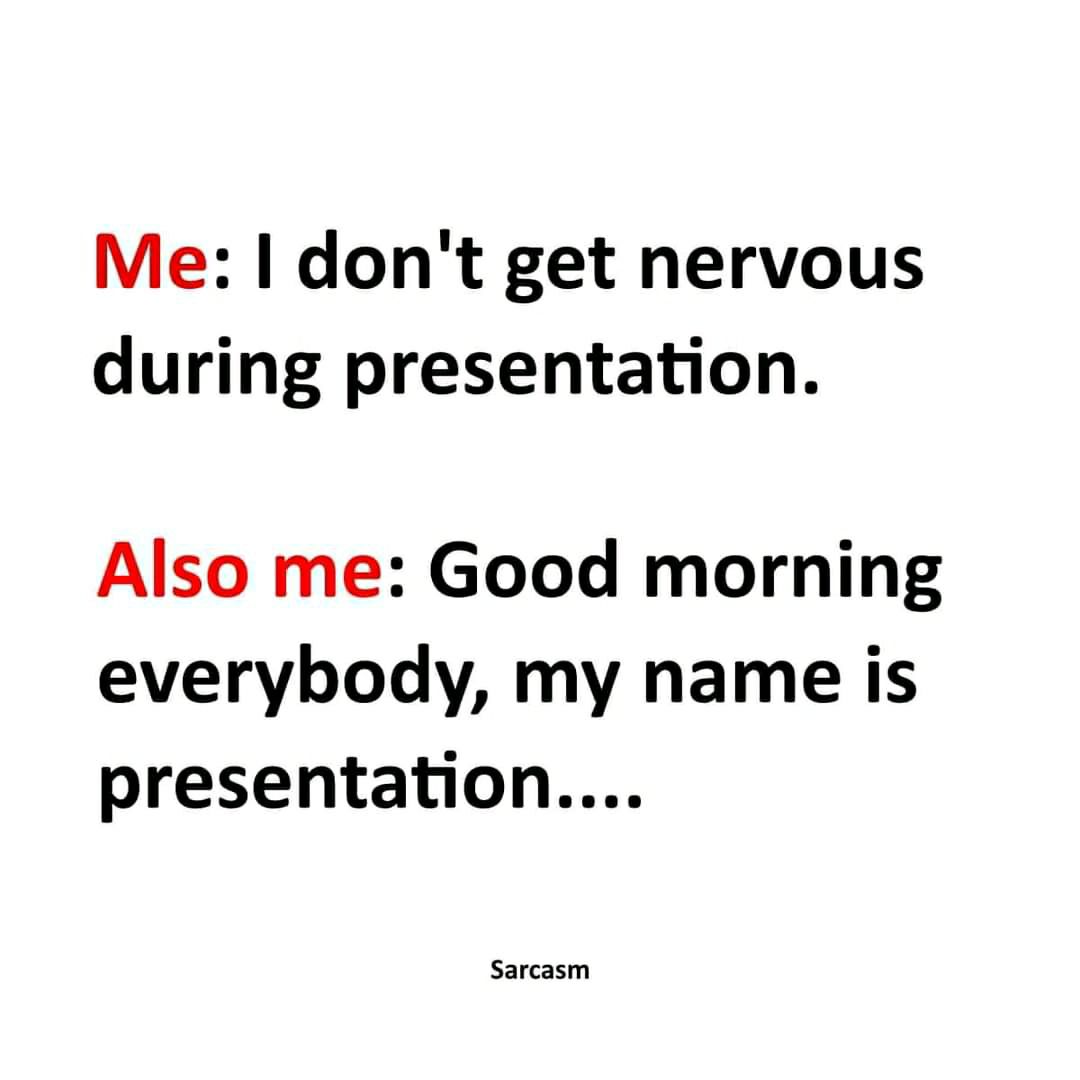 Me: I don't get nervous
during presentation.
Also me: Good morning
everybody, my name is
presentation....
Sarcasm